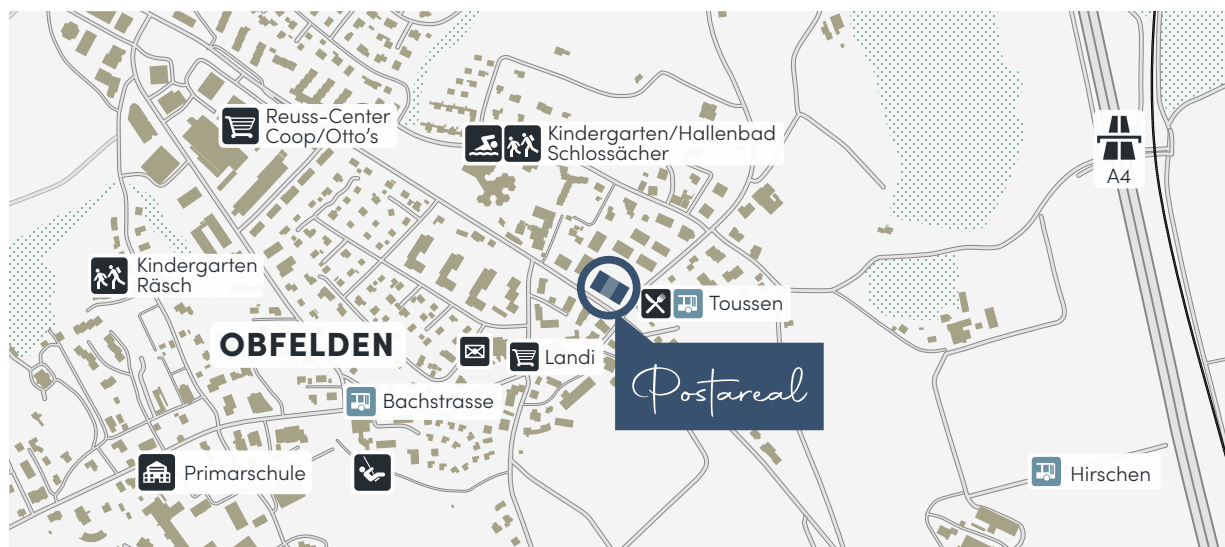 Reuss-Center
Coop/Otto's
Kindergarten/Hallenbad
Schlossächer
A4
Kindergarten
Räsch
Toussen
OBFELDEN
Landi
Postareal
Bachstrasse
Primarschule
Hirschen